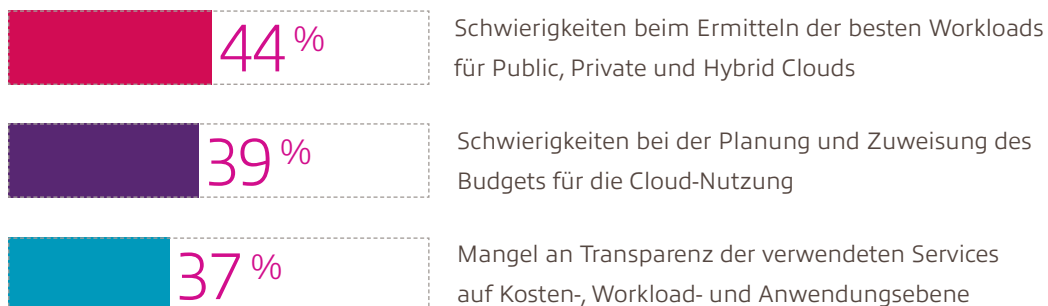 44 %
Schwierigkeiten beim Ermitteln der besten Workloads
für Public, Private und Hybrid Clouds
39 %
Schwierigkeiten bei der Planung und Zuweisung des
Budgets für die Cloud-Nutzung
37 %
Mangel an Transparenz der verwendeten Services
auf Kosten-, Workload- und Anwendungsebene